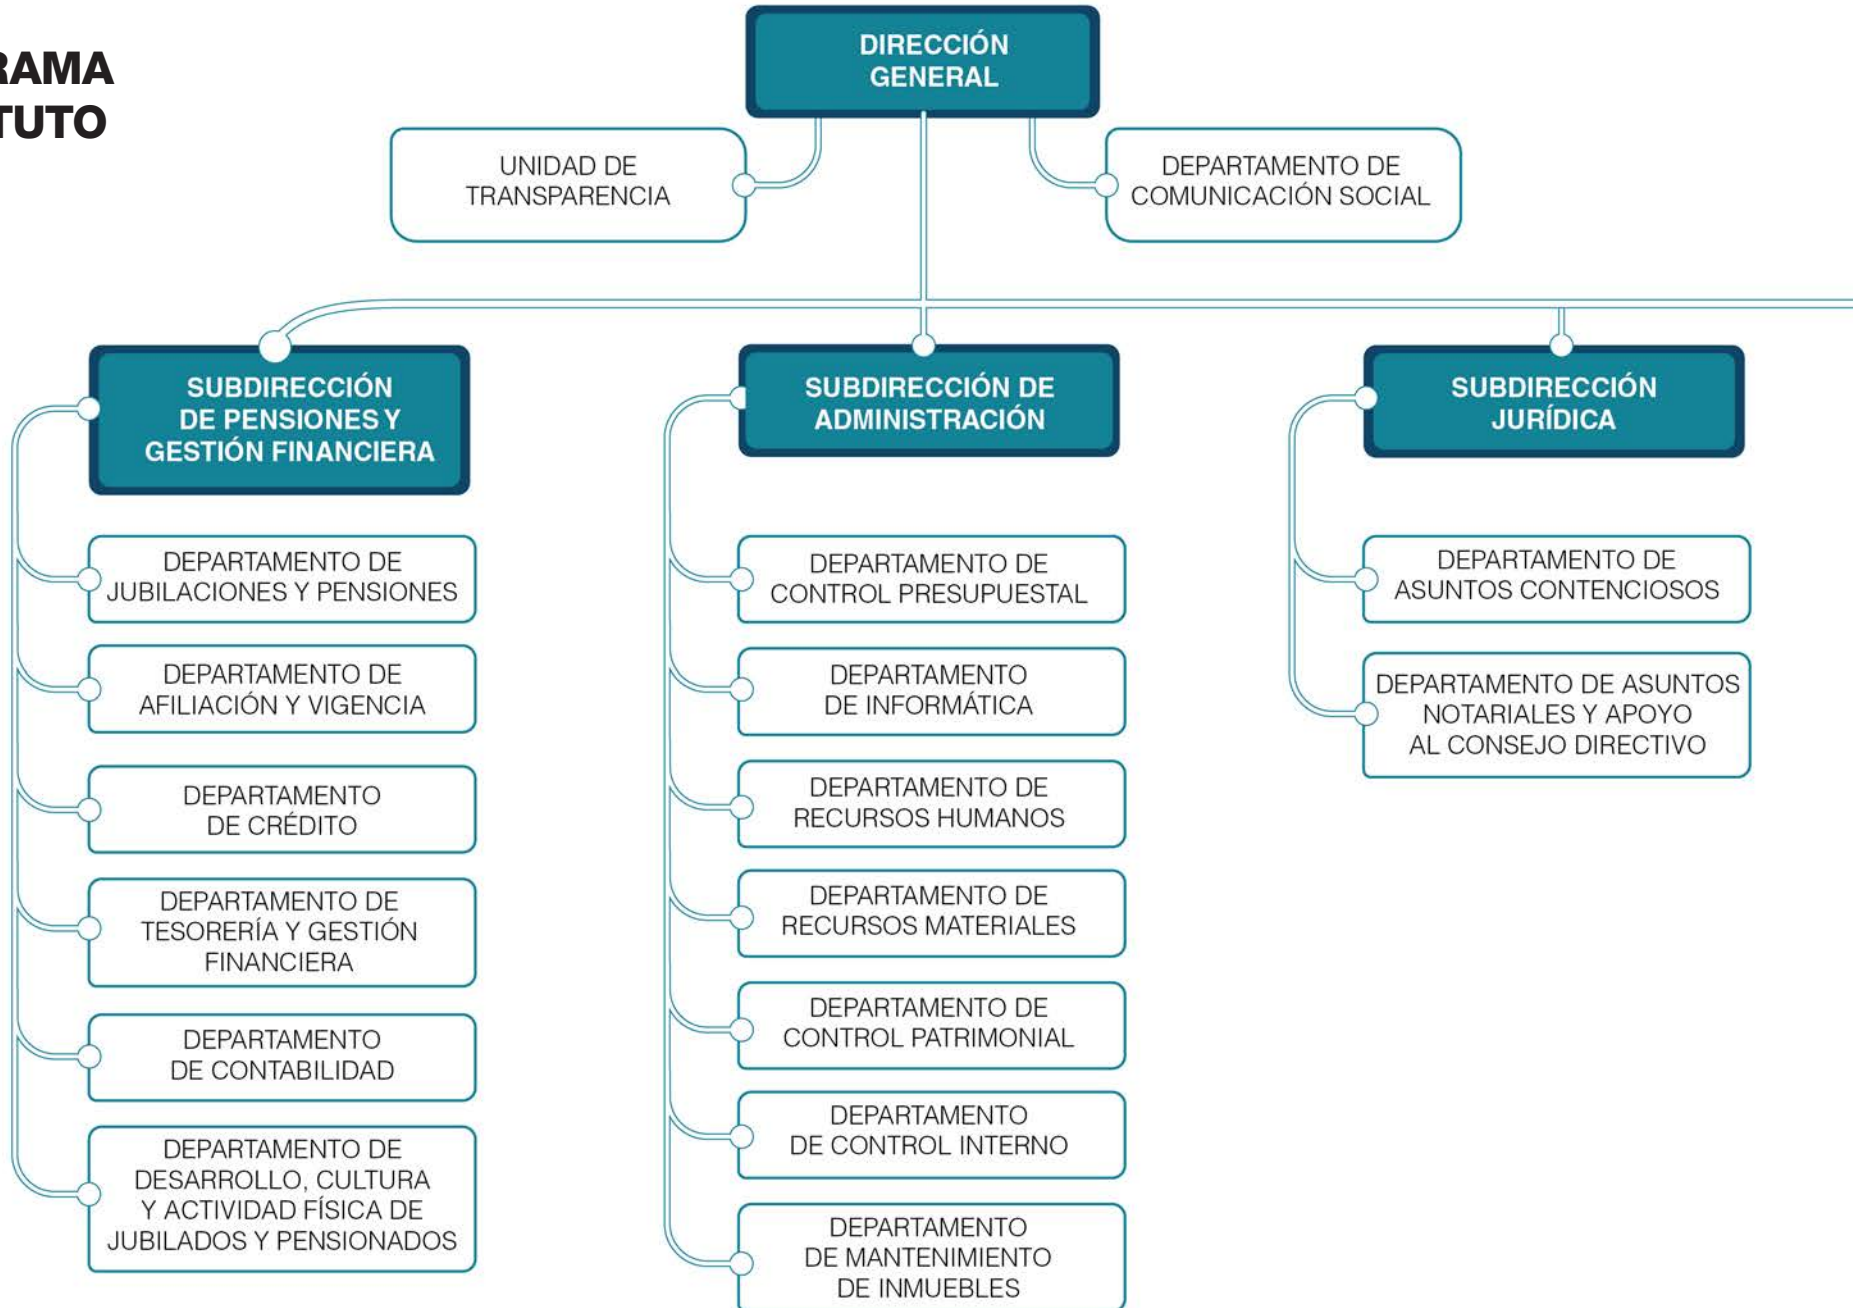 RAMA
TUTO
DIRECCIÓN
GENERAL
UNIDAD DE
TRANSPARENCIA
DEPARTAMENTO DE
COMUNICACIÓN SOCIAL
SUBDIRECCIÓN
DE PENSIONES Y
GESTIÓN FINANCIERA
DEPARTAMENTO DE
JUBILACIONES Y PENSIONES
DEPARTAMENTO DE
AFILIACIÓN Y VIGENCIA
DEPARTAMENTO
DE CRÉDITO
DEPARTAMENTO DE
TESORERÍA Y GESTIÓN
FINANCIERA
DEPARTAMENTO
DE CONTABILIDAD
DEPARTAMENTO DE
DESARROLLO, CULTURA
Y ACTIVIDAD FÍSICA DE
JUBILADOS Y PENSIONADOS
SUBDIRECCIÓN DE
ADMINISTRACIÓN
DEPARTAMENTO DE
CONTROL PRESUPUESTAL
DEPARTAMENTO
DE INFORMÁTICA
DEPARTAMENTO DE
RECURSOS HUMANOS
DEPARTAMENTO DE
RECURSOS MATERIALES
DEPARTAMENTO DE
CONTROL PATRIMONIAL
DEPARTAMENTO
DE CONTROL INTERNO
DEPARTAMENTO
DE MANTENIMIENTO
DE INMUEBLES
SUBDIRECCIÓN
JURÍDICA
DEPARTAMENTO DE
ASUNTOS CONTENCIOSOS
DEPARTAMENTO DE ASUNTOS
NOTARIALES Y APOYO
AL CONSEJO DIRECTIVO